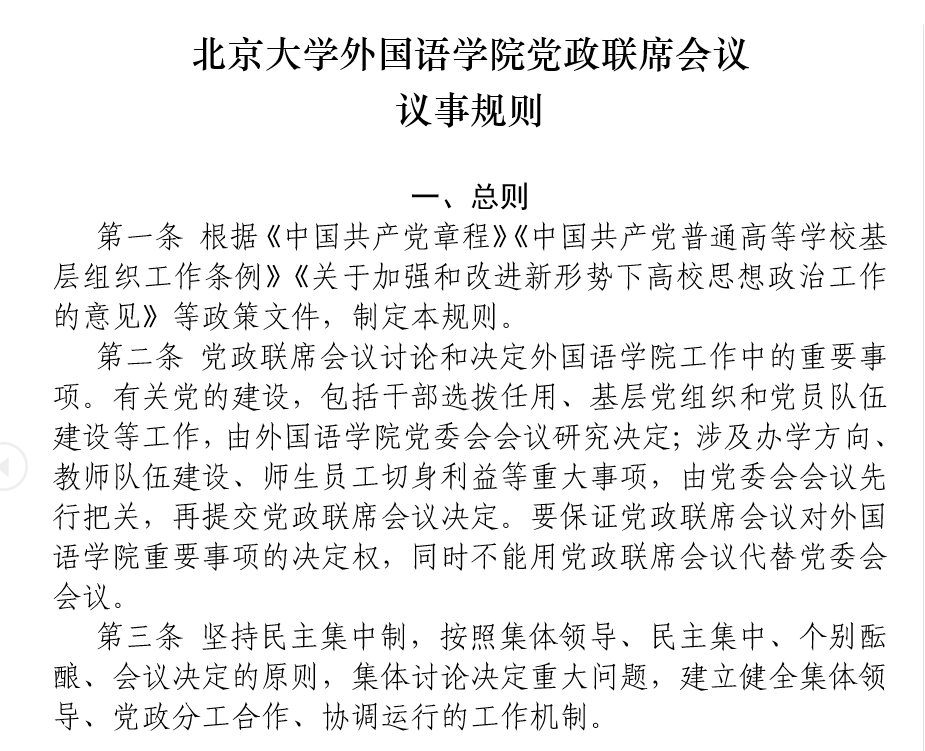 北京大学外国语学院党政联席会议
议事规则
一、总则
第一条 根据《中国共产党章程》《中国共产党普通高等学校基
层组织工作条例》《关于加强和改进新形势下高校思想政治工作
的意见》等政策文件，制定本规则。
第二条 党政联席会议讨论和决定外国语学院工作中的重要事
项。有关党的建设，包括干部选拨任用、基层党组织和党员队伍
建设等工作，由外国语学院党委会会议研究决定；涉及办学方向、
教师队伍建设、师生员工切身利益等重大事项，由党委会会议先
行把关，再提交党政联席会议决定。要保证党政联席会议对外国
语学院重要事项的决定权，同时不能用党政联席会议代替党委会
会议。
第三条 坚持民主集中制，按照集体领导、民主集中、个别酝
酿、会议决定的原则，集体讨论决定重大问题，建立健全集体领
导、党政分工合作、协调运行的工作机制。